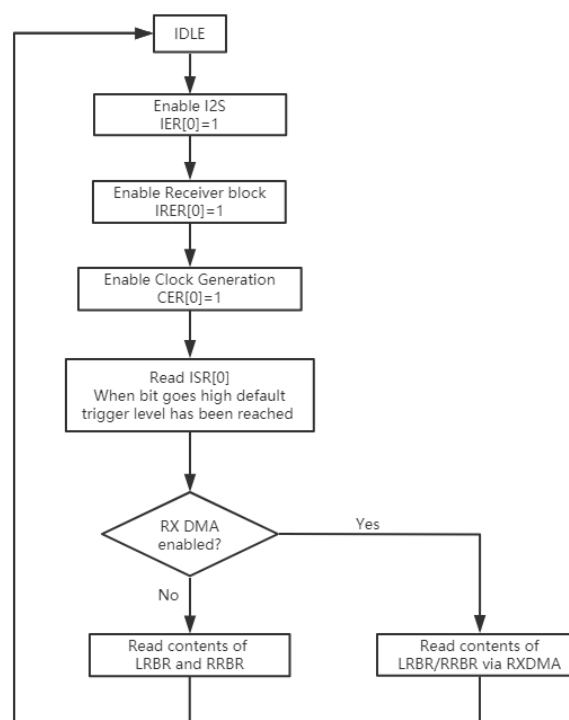 IDLE
Enable I2S
IER[0]=1
Enable Receiver block
IRER[0]=1
Enable Clock Generation
CER[0]=1
Read ISR[0]
When bit goes high default
trigger level has been reached
RX DMA
enabled?
Yes
No
Read contents of
LRBR and RRBR
Read contents of
LRBR/RRBR via RXDMA